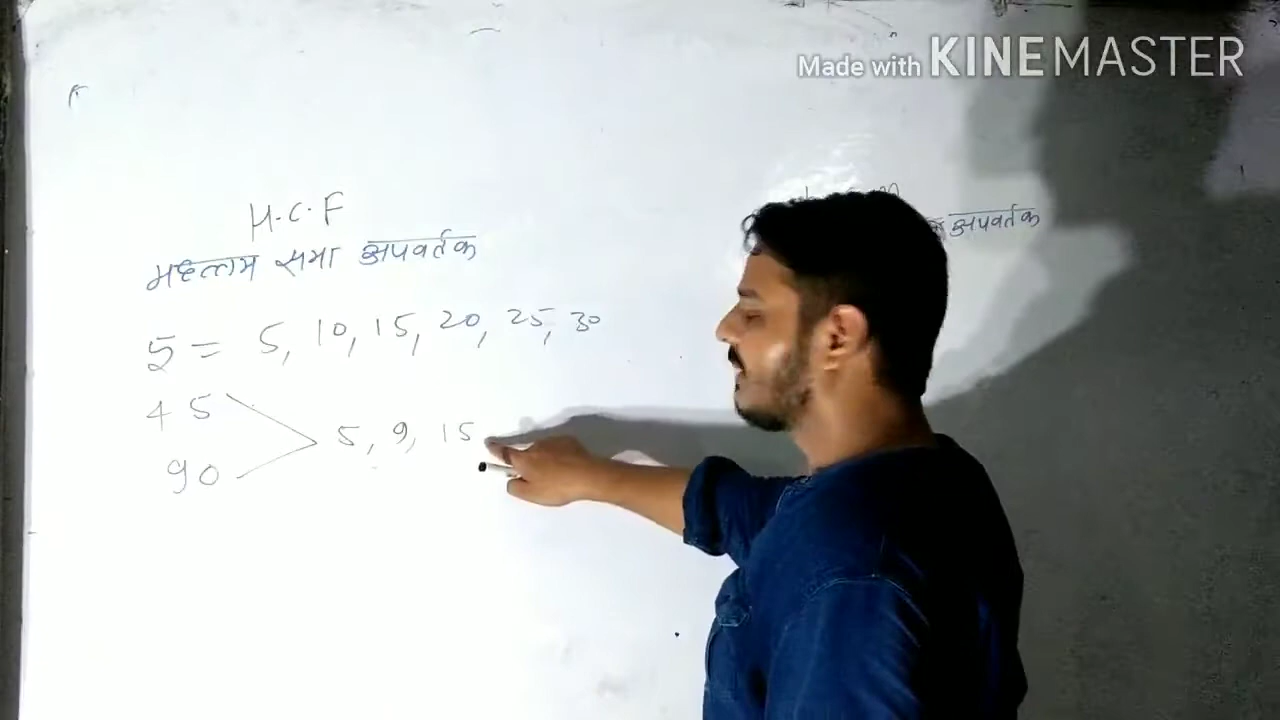 Made with KINEMASTER
H.C.F
महत्तम समा अपवर्तक
अपवर्तक
5 = 5, 10, 15, 20, 25, 30
45
5, 9, 15
90